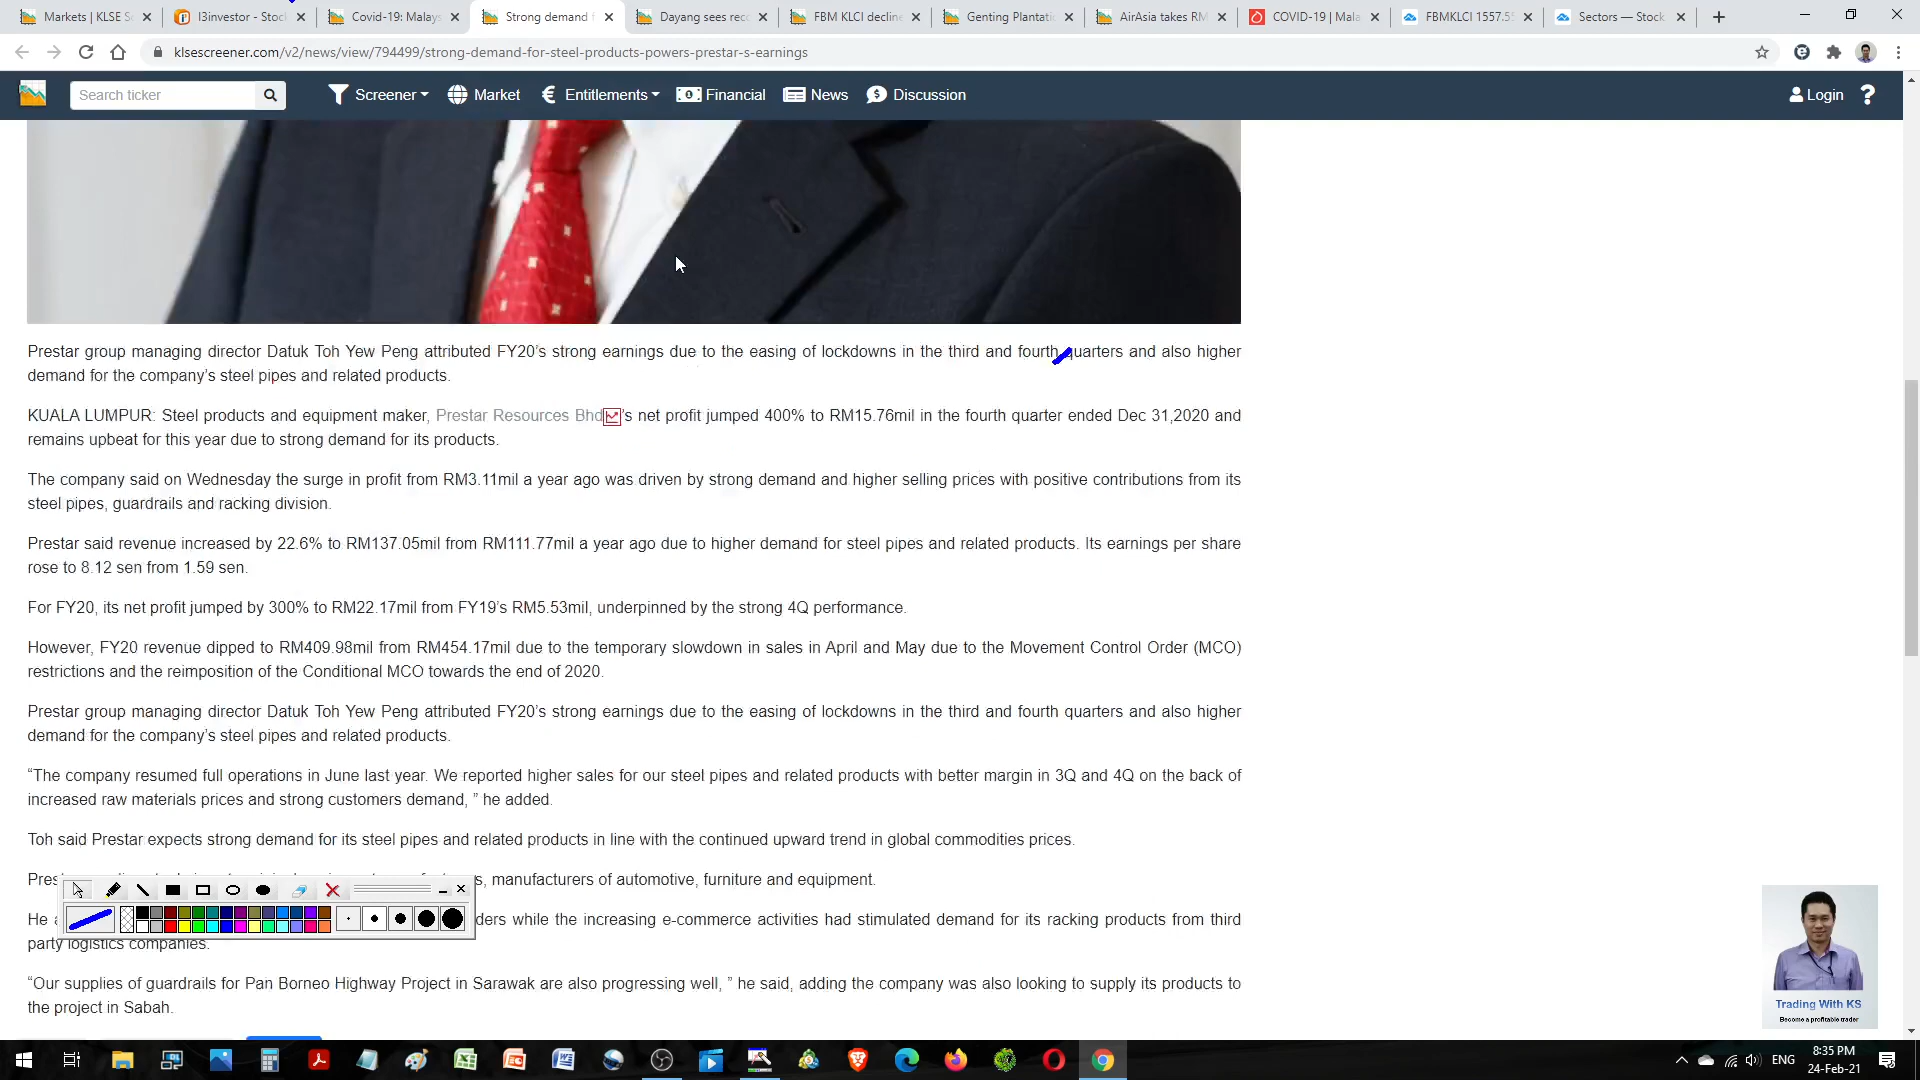 Markets | KLSE Sc
I3investor - Stock
Covid-19: Malays
Strong demand f
Dayang sees reco
FBM KLCI decline
Genting Plantatio
AirAsia takes RM
COVID-19 | Mala
FBMKLCI 1557.5
Sectors — Stock
klsescreener.com/v2/news/view/794499/strong-demand-for-steel-products-powers-prestar-s-earnings
Search ticker
Screener
Market
Entitlements
Financial
News
Discussion
Login
Prestar group managing director Datuk Toh Yew Peng attributed FY20's strong earnings due to the easing of lockdowns in the third and fourth quarters and also higher
demand for the company's steel pipes and related products.
KUALA LUMPUR: Steel products and equipment maker, Prestar Resources Bhd's net profit jumped 400% to RM15.76mil in the fourth quarter ended Dec 31,2020 and
remains upbeat for this year due to strong demand for its products.
The company said on Wednesday the surge in profit from RM3.11mil a year ago was driven by strong demand and higher selling prices with positive contributions from its
steel pipes, guardrails and racking division.
Prestar said revenue increased by 22.6% to RM137.05mil from RM111.77mil a year ago due to higher demand for steel pipes and related products. Its earnings per share
rose to 8.12 sen from 1.59 sen.
For FY20, its net profit jumped by 300% to RM22.17mil from FY19's RM5.53mil, underpinned by the strong 4Q performance.
However, FY20 revenue dipped to RM409.98mil from RM454.17mil due to the temporary slowdown in sales in April and May due to the Movement Control Order (MCO)
restrictions and the reimposition of the Conditional MCO towards the end of 2020.
Prestar group managing director Datuk Toh Yew Peng attributed FY20's strong earnings due to the easing of lockdowns in the third and fourth quarters and also higher
demand for the company's steel pipes and related products.
“The company resumed full operations in June last year. We reported higher sales for our steel pipes and related products with better margin in 3Q and 4Q on the back of
increased raw materials prices and strong customers demand, ” he added.
Toh said Prestar expects strong demand for its steel pipes and related products in line with the continued upward trend in global commodities prices.
manufacturers of automotive, furniture and equipment.
He while the increasing e-commerce activities had stimulated demand for its racking products from third
party logistics companies.
“Our supplies of guardrails for Pan Borneo Highway Project in Sarawak are also progressing well, ” he said, adding the company was also looking to supply its products to
the project in Sabah.
Trading With KS
Become a profitable trader
ENG
8:35 PM
24-Feb-21